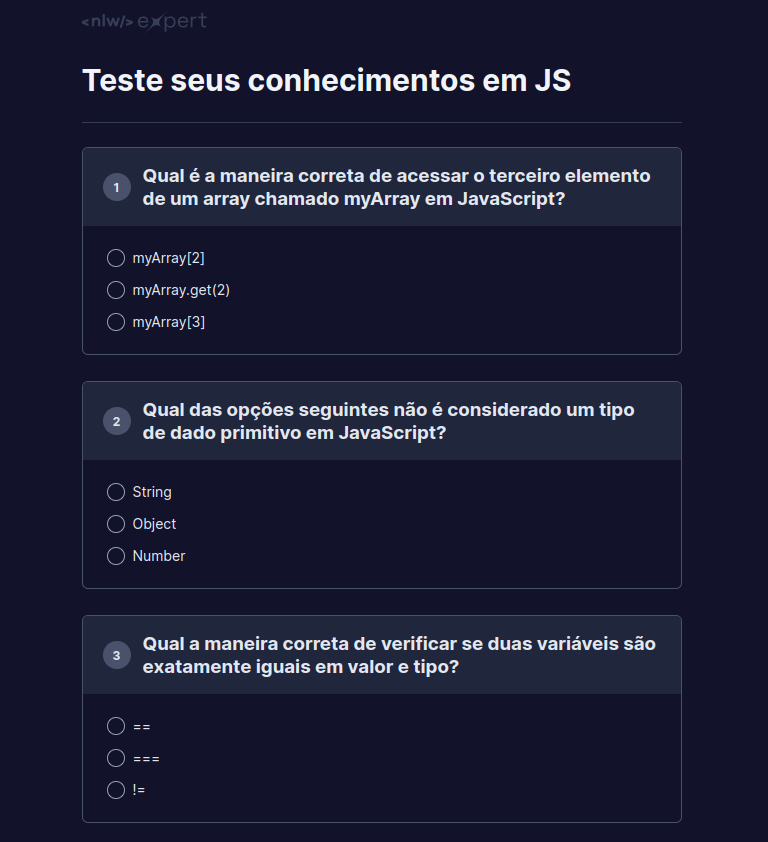 <nlw/> expert
Teste seus conhecimentos em JS
1
Qual é a maneira correta de acessar o terceiro elemento
de um array chamado myArray em JavaScript?
myArray[2]
myArray.get(2)
myArray[3]
2
Qual das opções seguintes não é considerado um tipo
de dado primitivo em JavaScript?
String
Object
Number
3
Qual a maneira correta de verificar se duas variáveis são
exatamente iguais em valor e tipo?
==
===
!=